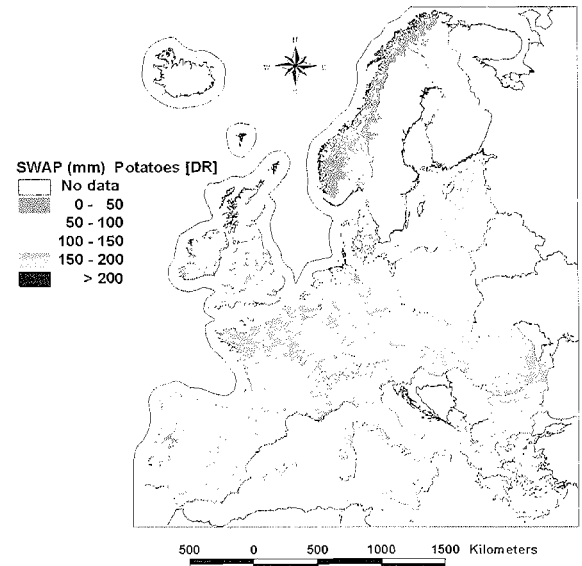 N
W
E
S
SWAP (mm) Potatoes [DR]
No data
0 - 50
50 - 100
100 - 150
150 - 200
> 200
500 0 500 1000 1500 Kilometers